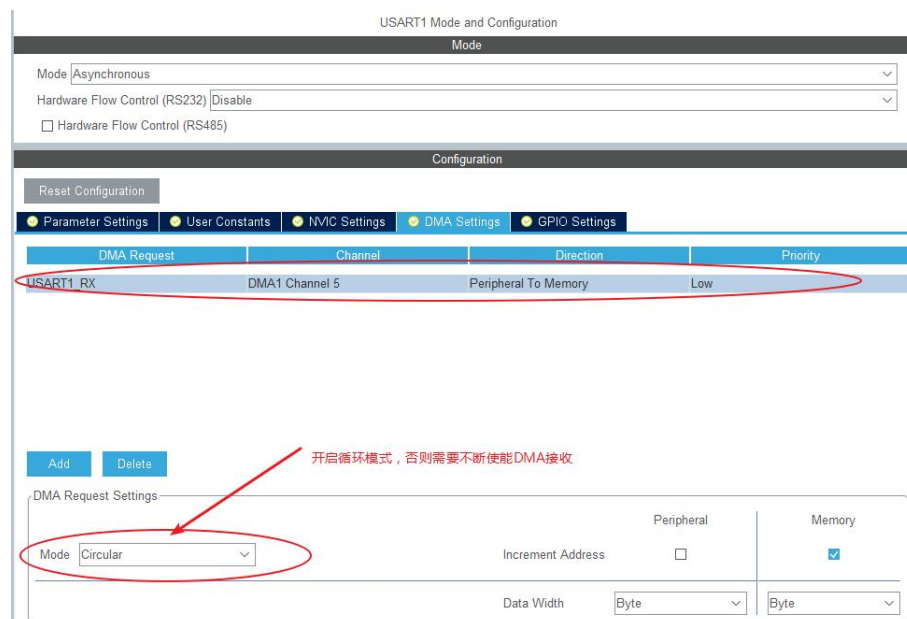 USART1 Mode and Configuration
Mode
Mode Asynchronous
Hardware Flow Control (RS232) Disable
Hardware Flow Control (RS485)
Configuration
Reset Configuration
Parameter Settings User Constants NVIC Settings DMA Settings GPIO Settings
DMA Request Channel Direction Priority
USART1_RX DMA1 Channel 5 Peripheral To Memory Low
开启循环模式，否则需要不断使能DMA接收
Add Delete
DMA Request Settings
Peripheral Memory
Mode Circular Increment Address
Data Width Byte Byte